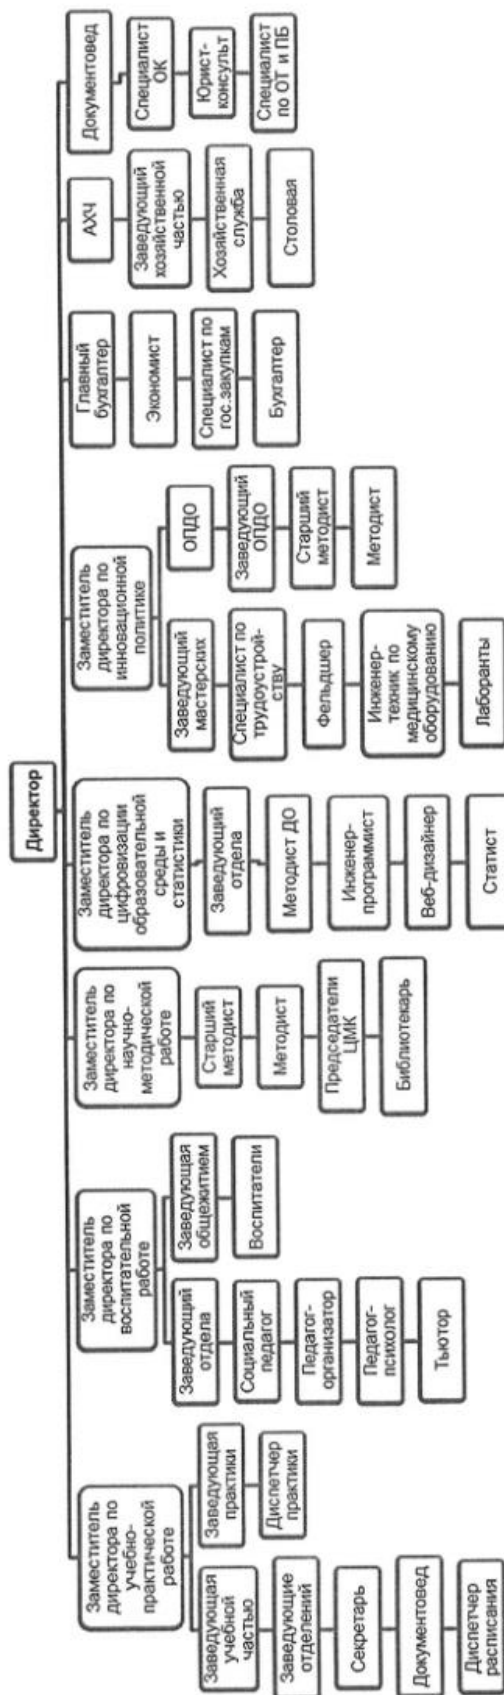 Директор
Заместитель
директора по
учебно-
практической
работе
Заведующая
учебной
частью
Заведующие
отделений
Секретарь
Документовед
Диспетчер
расписания
Заведующая
практики
Диспетчер
практики
Заместитель
директора по
воспитательной
работе
Заведующий
отдела
Социальный
педагог
Педагог-
организатор
Педагог-
психолог
Тьютор
Заведующая
общежитием
Воспитатели
Заместитель
директора по
научно-
методической
работе
Старший
методист
Методист
Председатели
ЦМК
Библиотекарь
Заместитель
директора по
цифровизации
образовательной
среды и
статистики
Заведующий
отдела
Методист ДО
Инженер-
программист
Веб-дизайнер
Статист
Заместитель
директора по
инновационной
политике
Заведующий
мастерских
Специалист по
трудоустрой-
ству
Фельдшер
Инженер-
техник по
медицинскому
оборудованию
Лаборанты
ОПДО
Заведующий
ОПДО
Старший
методист
Методист
Главный
бухгалтер
Экономист
Специалист по
гос.закупкам
Бухгалтер
АХЧ
Заведующий
хозяйственной
частью
Хозяйственная
служба
Столовая
Документовед
Специалист
ОК
Юрист-
консульт
Специалист
по ОТ и ПБ